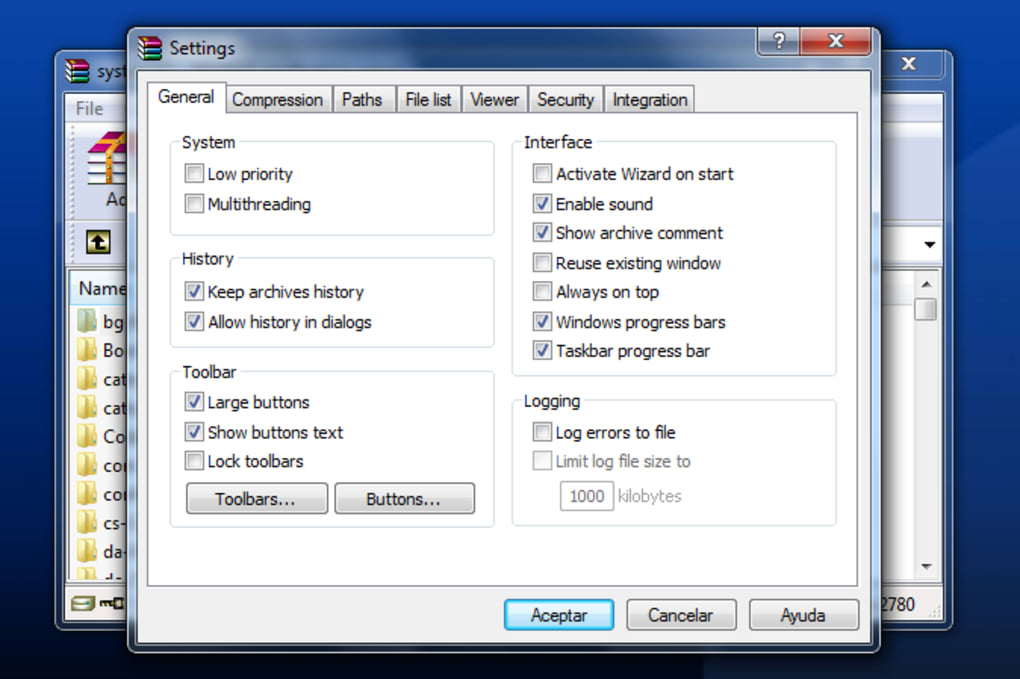 Settings
syst
File
General Compression Paths File list Viewer Security Integration
System
Low priority
Multithreading
History
Keep archives history
Allow history in dialogs
Toolbar
Large buttons
Show buttons text
Lock toolbars
Toolbars... Buttons...
Interface
Activate Wizard on start
Enable sound
Show archive comment
Reuse existing window
Always on top
Windows progress bars
Taskbar progress bar
Logging
Log errors to file
Limit log file size to
1000 kilobytes
Aceptar Cancelar Ayuda
Name
bg
Bo
cat
cat
Co
cs-
da-
2780